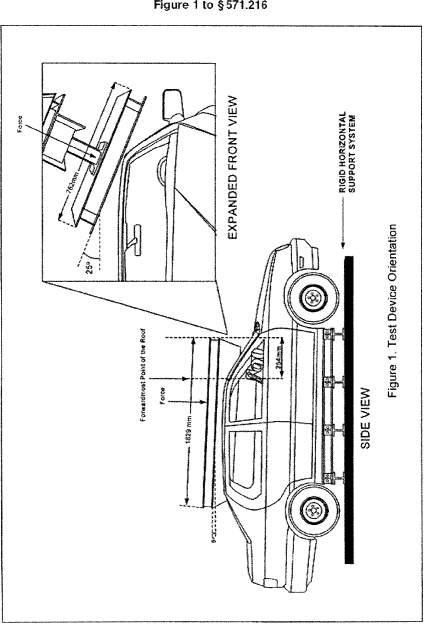 Figure 1 to § 571.216
Force
762mm
25°
EXPANDED FRONT VIEW
RIGID HORIZONTAL
SUPPORT SYSTEM
Forwardmost Point of the Roof
Force
1829 mm
254mm
5°
SIDE VIEW
Figure 1. Test Device Orientation